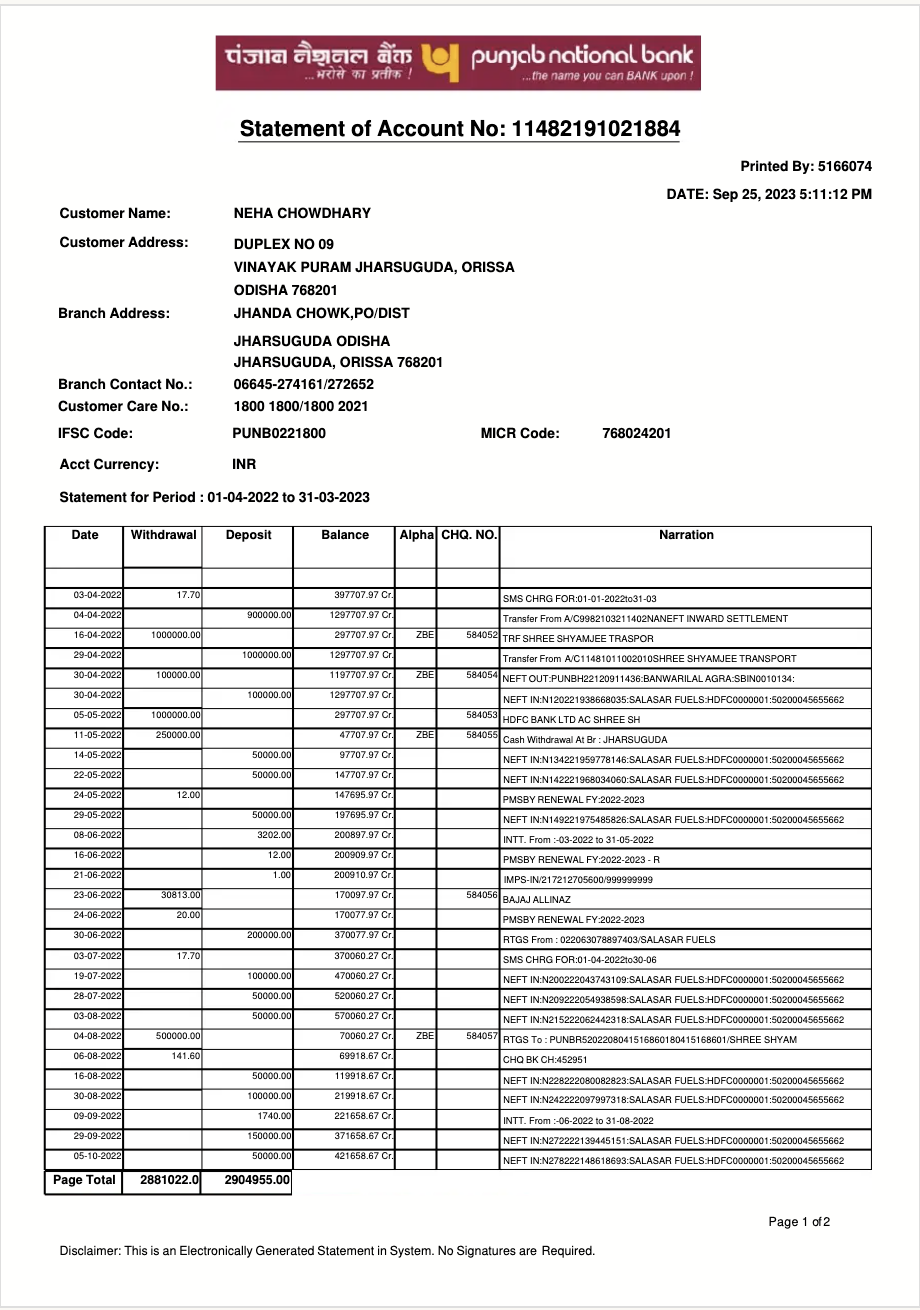 पंजाब नैशनल बैंक punjab national bank
...भरोसे का प्रतीक ! ...the name you can BANK upon !
Statement of Account No: 11482191021884
Printed By: 5166074
DATE: Sep 25, 2023 5:11:12 PM
Customer Name: NEHA CHOWDHARY
Customer Address: DUPLEX NO 09
VINAYAK PURAM JHARSUGUDA, ORISSA
ODISHA 768201
Branch Address: JHANDA CHOWK,PO/DIST
JHARSUGUDA ODISHA
JHARSUGUDA, ORISSA 768201
Branch Contact No.: 06645-274161/272652
Customer Care No.: 1800 1800/1800 2021
IFSC Code: PUNB0221800 MICR Code: 768024201
Acct Currency: INR
Statement for Period : 01-04-2022 to 31-03-2023
Date Withdrawal Deposit Balance Alpha CHQ. NO. Narration
03-04-2022 17.70 397707.97 Cr. SMS CHRG FOR:01-01-2022to31-03
04-04-2022 900000.00 1297707.97 Cr. Transfer From A/C9982103211402NANEFT INWARD SETTLEMENT
16-04-2022 1000000.00 297707.97 Cr. ZBE 584052 TRF SHREE SHYAMJEE TRASPOR
29-04-2022 1000000.00 1297707.97 Cr. Transfer From A/C11481011002010SHREE SHYAMJEE TRANSPORT
30-04-2022 100000.00 1197707.97 Cr. ZBE 584054 NEFT OUT:PUNBH22120911436:BANWARILAL AGRA:SBIN0010134:
30-04-2022 100000.00 1297707.97 Cr. NEFT IN:N120221938668035:SALASAR FUELS:HDFC0000001:50200045655662
05-05-2022 1000000.00 297707.97 Cr. 584053 HDFC BANK LTD AC SHREE SH
11-05-2022 250000.00 47707.97 Cr. ZBE 584055 Cash Withdrawal At Br : JHARSUGUDA
14-05-2022 50000.00 97707.97 Cr. NEFT IN:N134221959778146:SALASAR FUELS:HDFC0000001:50200045655662
22-05-2022 50000.00 147707.97 Cr. NEFT IN:N142221968034060:SALASAR FUELS:HDFC0000001:50200045655662
24-05-2022 12.00 147695.97 Cr. PMSBY RENEWAL FY:2022-2023
29-05-2022 50000.00 197695.97 Cr. NEFT IN:N149221975485826:SALASAR FUELS:HDFC0000001:50200045655662
08-06-2022 3202.00 200897.97 Cr. INTT. From :-03-2022 to 31-05-2022
16-06-2022 12.00 200909.97 Cr. PMSBY RENEWAL FY:2022-2023 - R
21-06-2022 1.00 200910.97 Cr. IMPS-IN/217212705600/999999999
23-06-2022 30813.00 170097.97 Cr. 584056 BAJAJ ALLINAZ
24-06-2022 20.00 170077.97 Cr. PMSBY RENEWAL FY:2022-2023
30-06-2022 200000.00 370077.97 Cr. RTGS From : 022063078897403/SALASAR FUELS
03-07-2022 17.70 370060.27 Cr. SMS CHRG FOR:01-04-2022to30-06
19-07-2022 100000.00 470060.27 Cr. NEFT IN:N200222043743109:SALASAR FUELS:HDFC0000001:50200045655662
28-07-2022 50000.00 520060.27 Cr. NEFT IN:N209222054938598:SALASAR FUELS:HDFC0000001:50200045655662
03-08-2022 50000.00 570060.27 Cr. NEFT IN:N215222062442318:SALASAR FUELS:HDFC0000001:50200045655662
04-08-2022 500000.00 70060.27 Cr. ZBE 584057 RTGS To : PUNBR52022080415168601804​15168601/SHREE SHYAM
06-08-2022 141.60 69918.67 Cr. CHQ BK CH:452951
16-08-2022 50000.00 119918.67 Cr. NEFT IN:N228222080082823:SALASAR FUELS:HDFC0000001:50200045655662
30-08-2022 100000.00 219918.67 Cr. NEFT IN:N242222097997318:SALASAR FUELS:HDFC0000001:50200045655662
09-09-2022 1740.00 221658.67 Cr. INTT. From :-06-2022 to 31-08-2022
29-09-2022 150000.00 371658.67 Cr. NEFT IN:N272222139445151:SALASAR FUELS:HDFC0000001:50200045655662
05-10-2022 50000.00 421658.67 Cr. NEFT IN:N278222148618693:SALASAR FUELS:HDFC0000001:50200045655662
Page Total 2881022.0 2904955.00
Page 1 of 2
Disclaimer: This is an Electronically Generated Statement in System. No Signatures are Required.